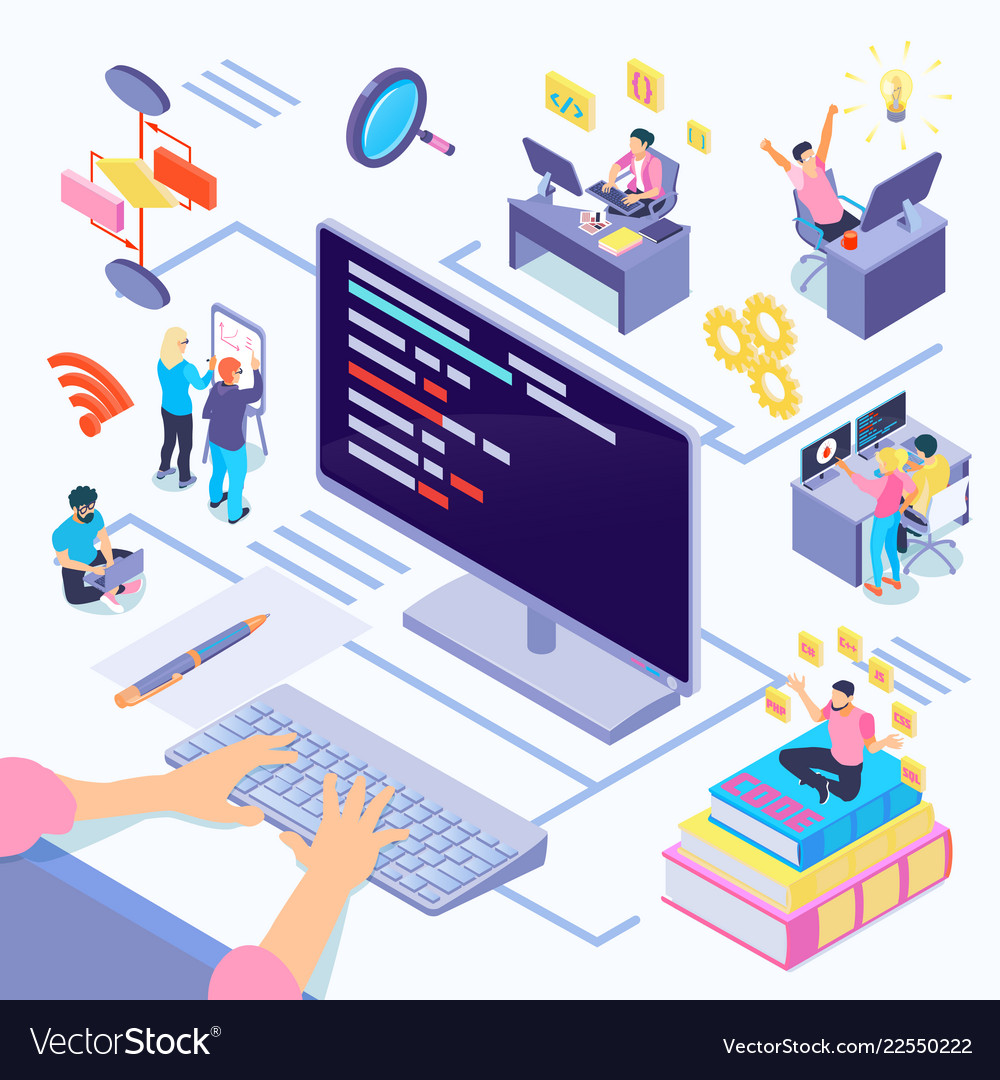 </>
{}
[]
C#
C++
JS
PHP
CSS
SQL
CODE
VectorStock®
VectorStock.com/22550222